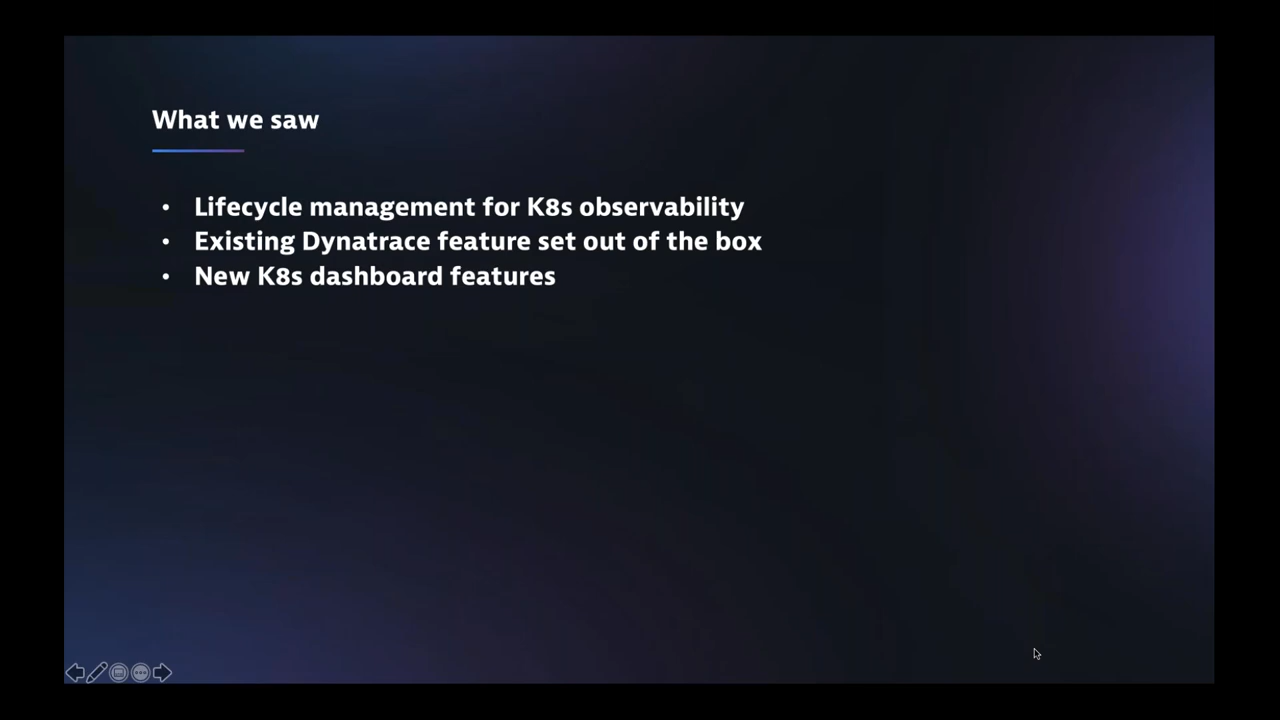 What we saw
• Lifecycle management for K8s observability
• Existing Dynatrace feature set out of the box
• New K8s dashboard features